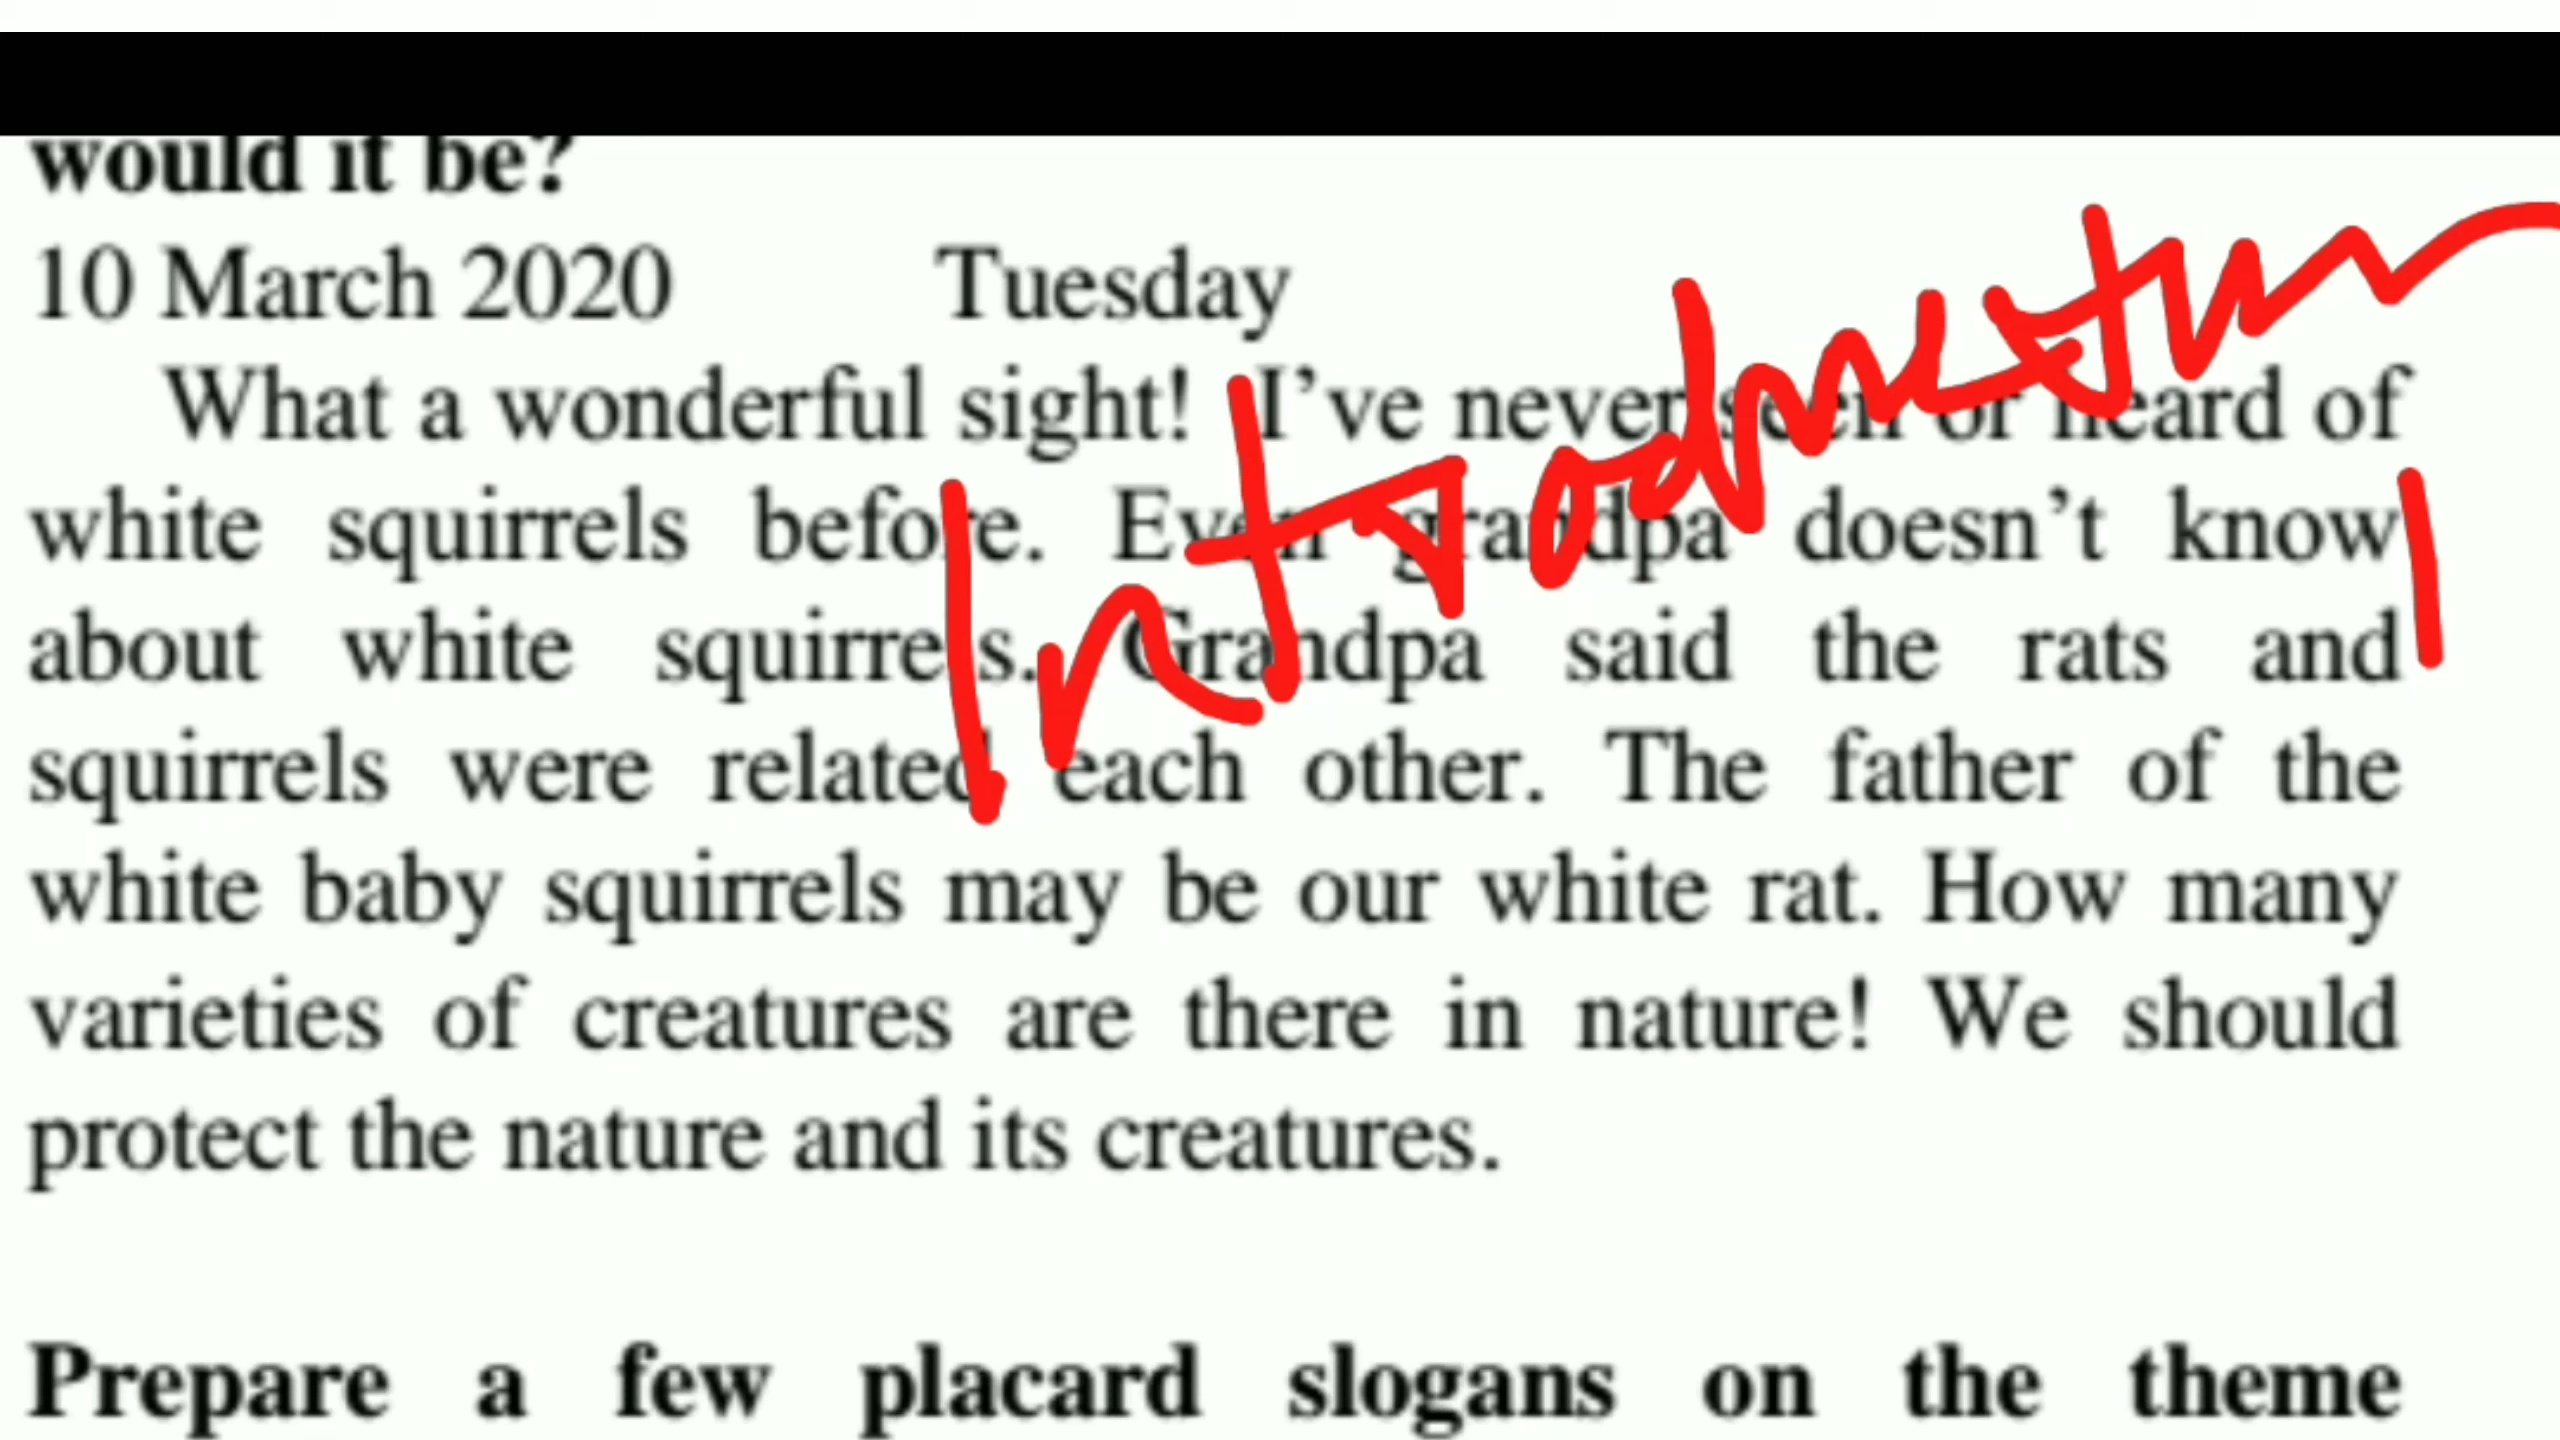 would it be?
10 March 2020 Tuesday
What a wonderful sight! I've never seen or heard of
white squirrels before. Even grandpa doesn't know
about white squirrels. Grandpa said the rats and
squirrels were related each other. The father of the
white baby squirrels may be our white rat. How many
varieties of creatures are there in nature! We should
protect the nature and its creatures.
Prepare a few placard slogans on the theme